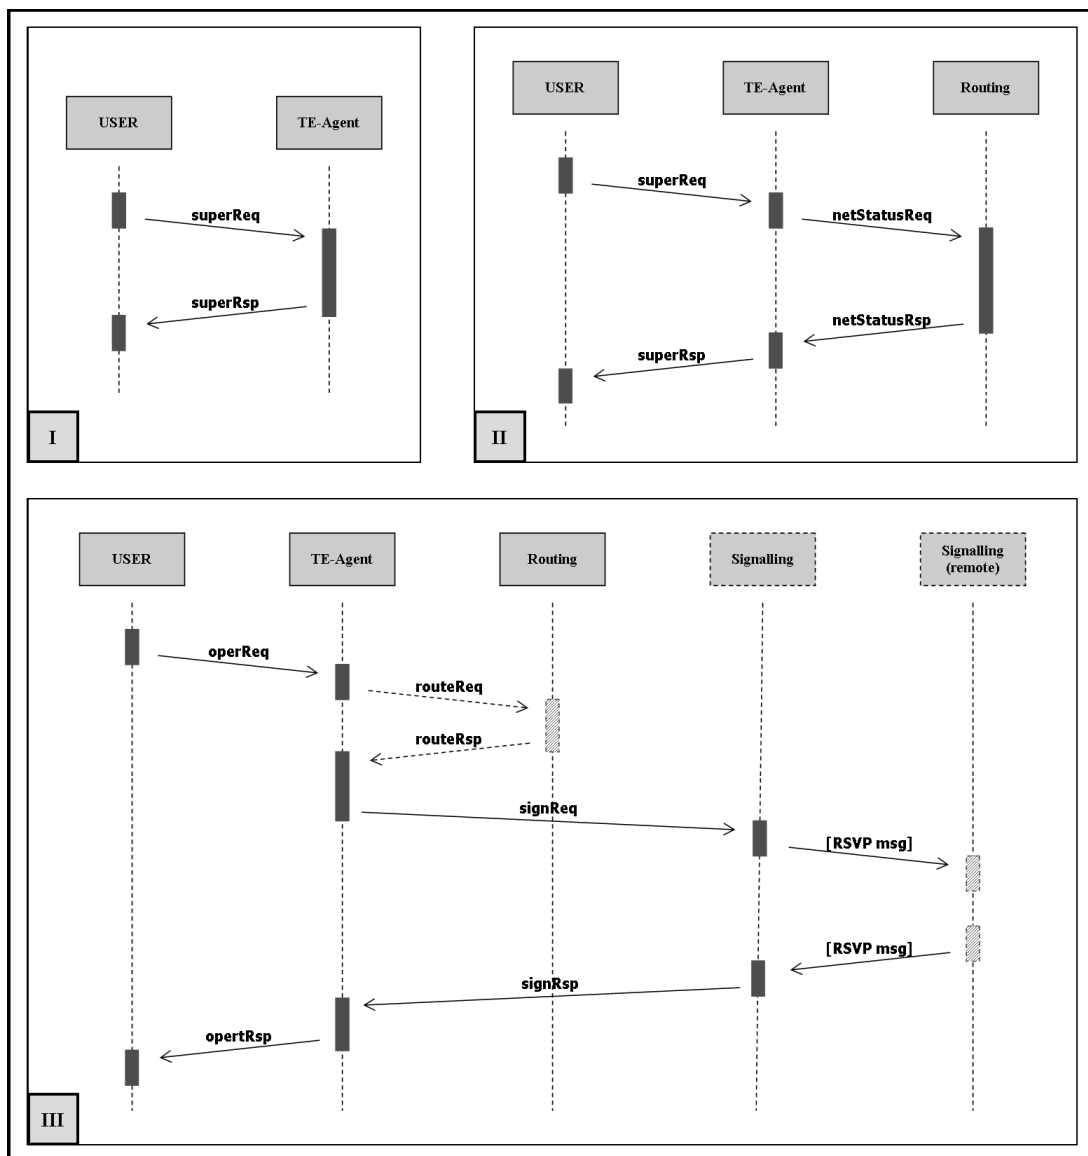 USER
TE-Agent
superReq
superRsp
I
USER
TE-Agent
Routing
superReq
netStatusReq
netStatusRsp
superRsp
II
USER
TE-Agent
Routing
Signalling
Signalling
(remote)
operReq
routeReq
routeRsp
signReq
[RSVP msg]
[RSVP msg]
signRsp
opertRsp
III